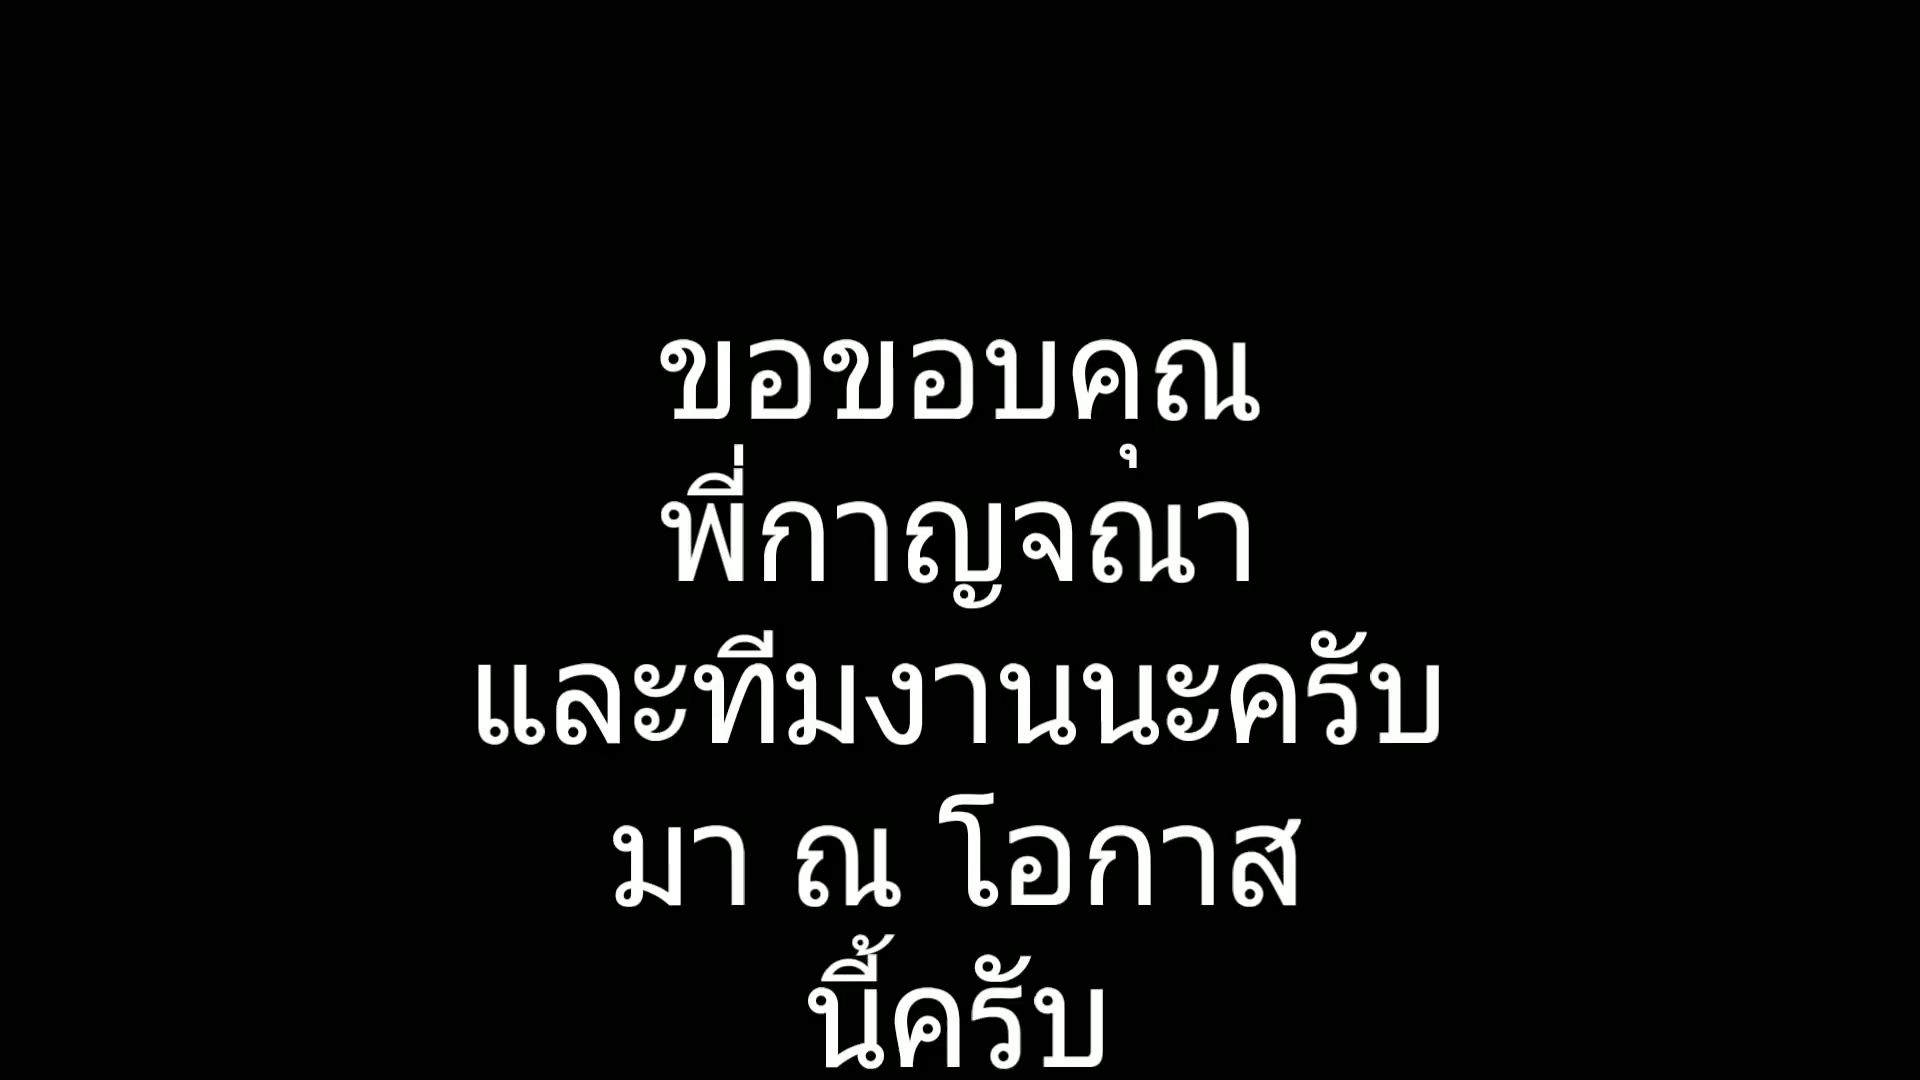 ขอขอบคุณ
พี่กาญจณา
และทีมงานนะครับ
มา ณ โอกาส
นี้ครับ